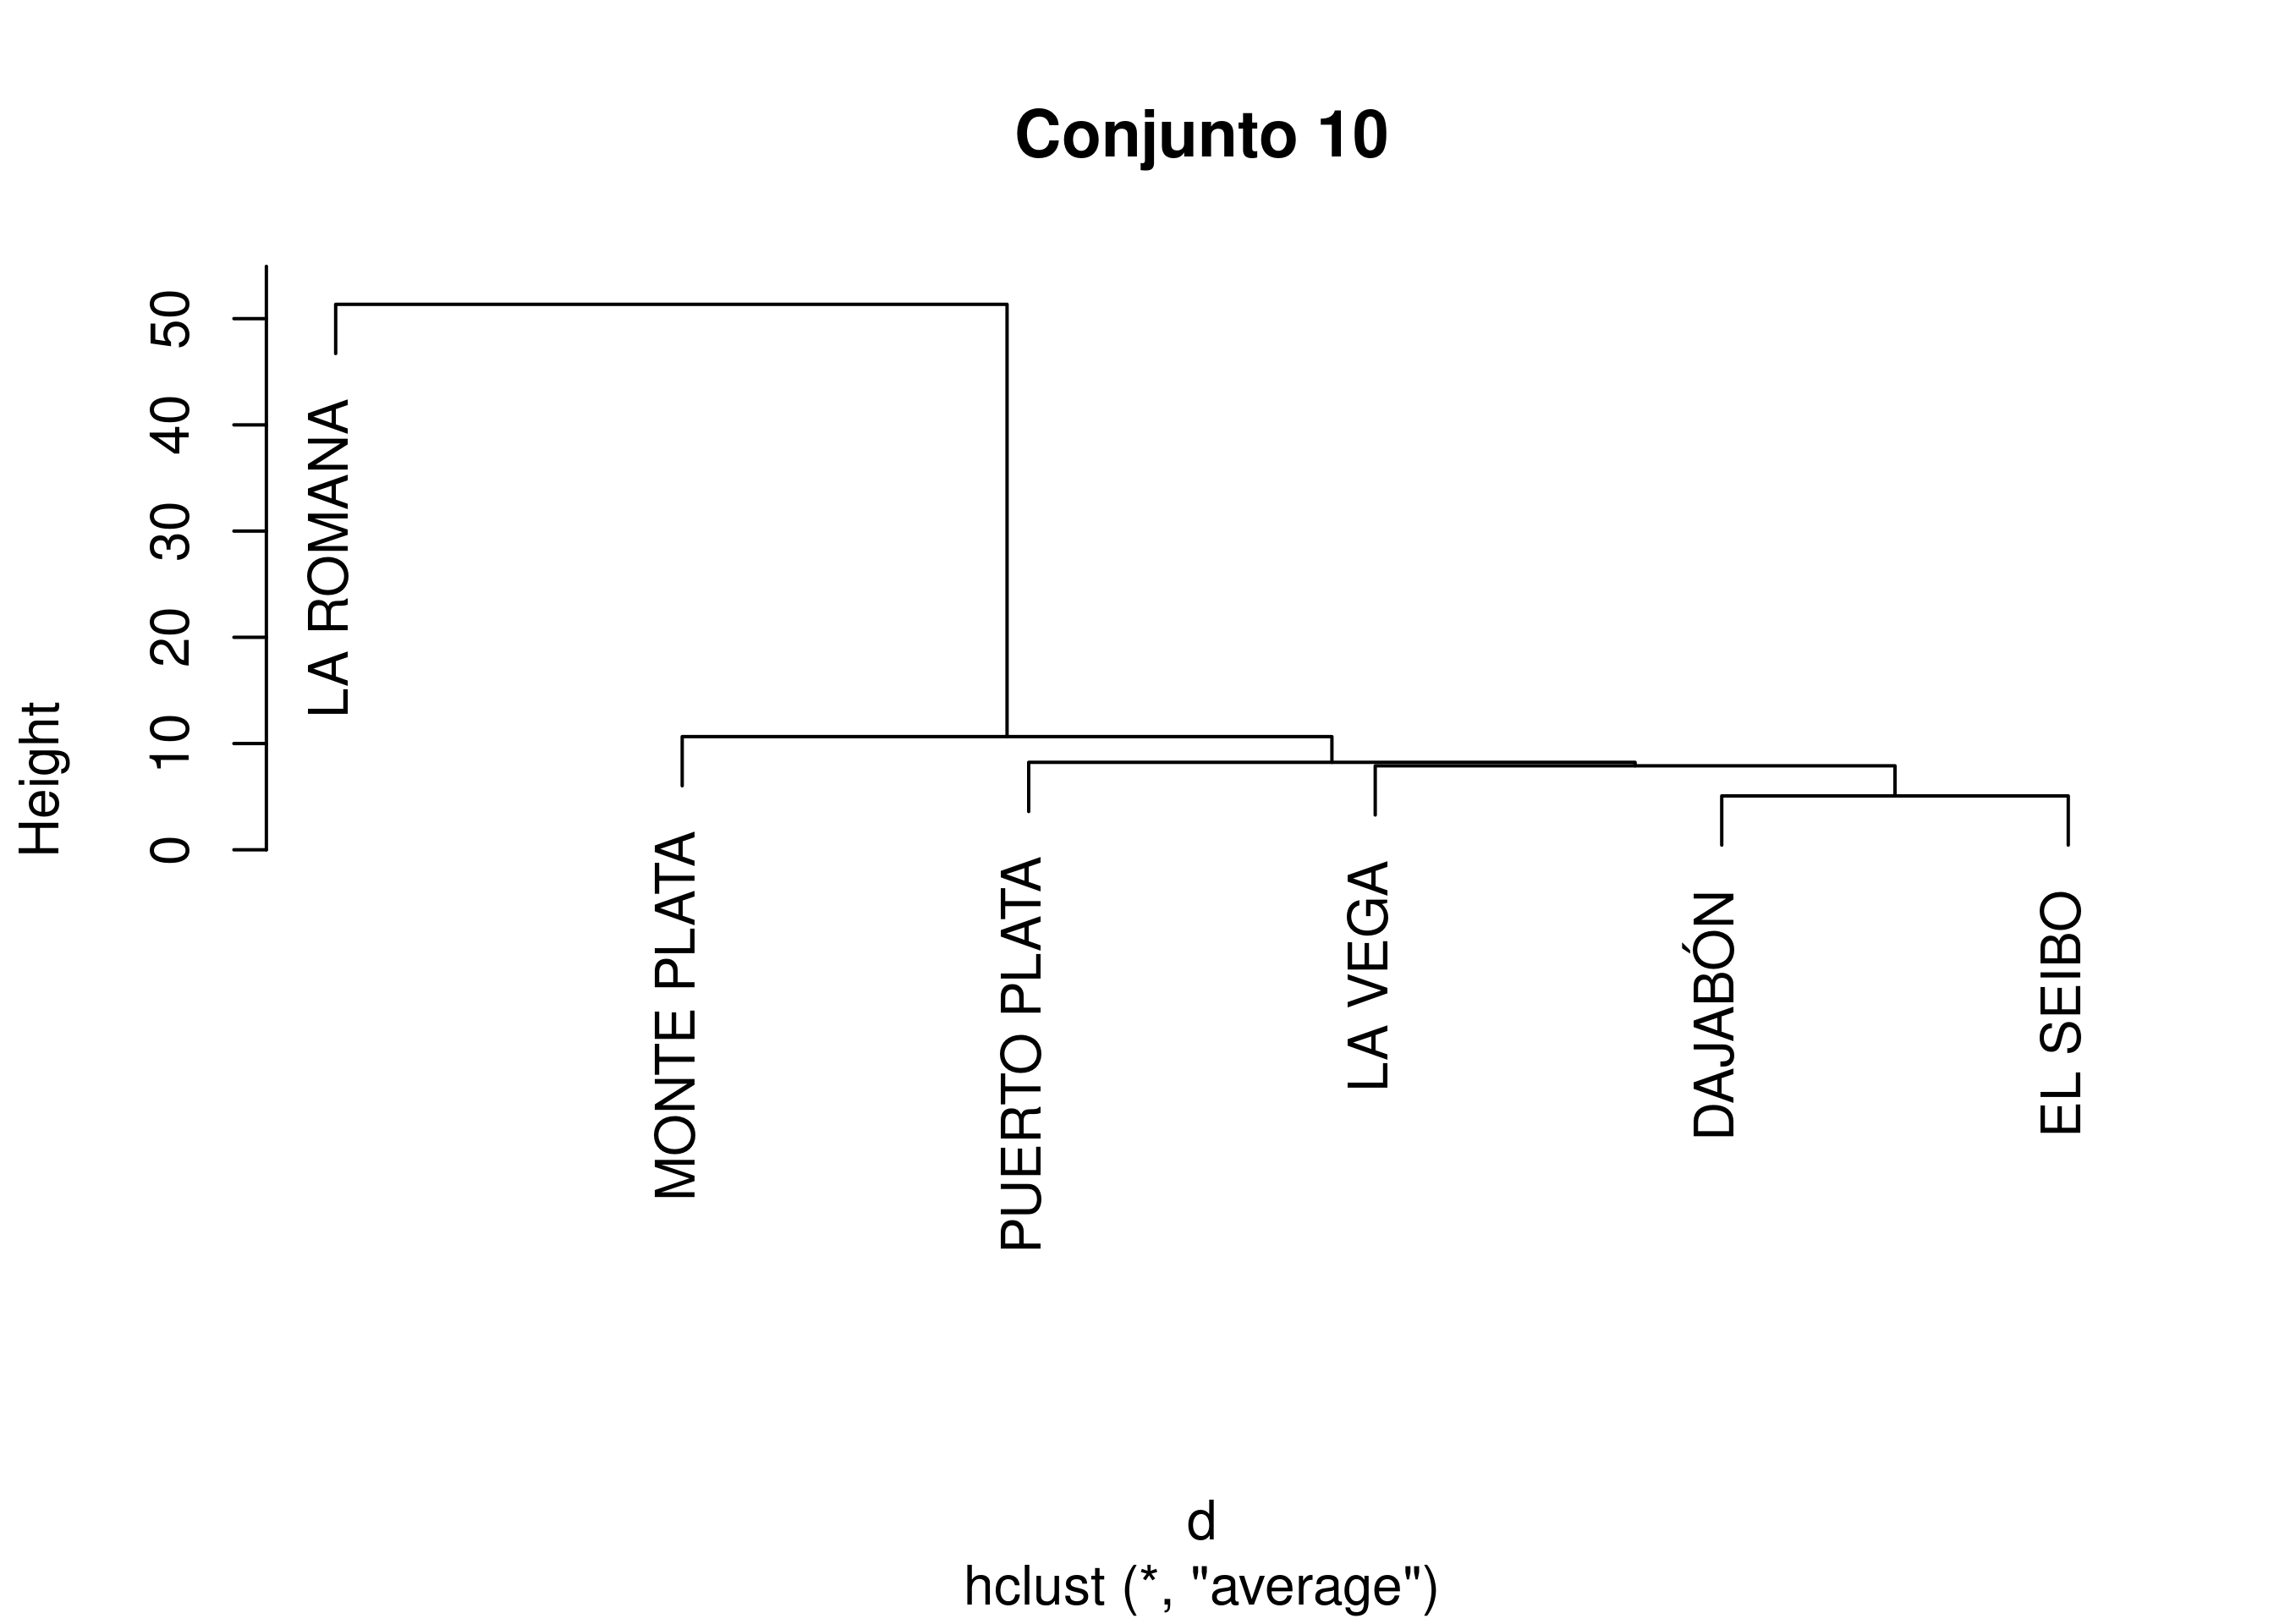 Conjunto 10
Height
0 10 20 30 40 50
LA ROMANA
MONTE PLATA
PUERTO PLATA
LA VEGA
DAJABÓN
EL SEIBO
d
hclust (*, "average")